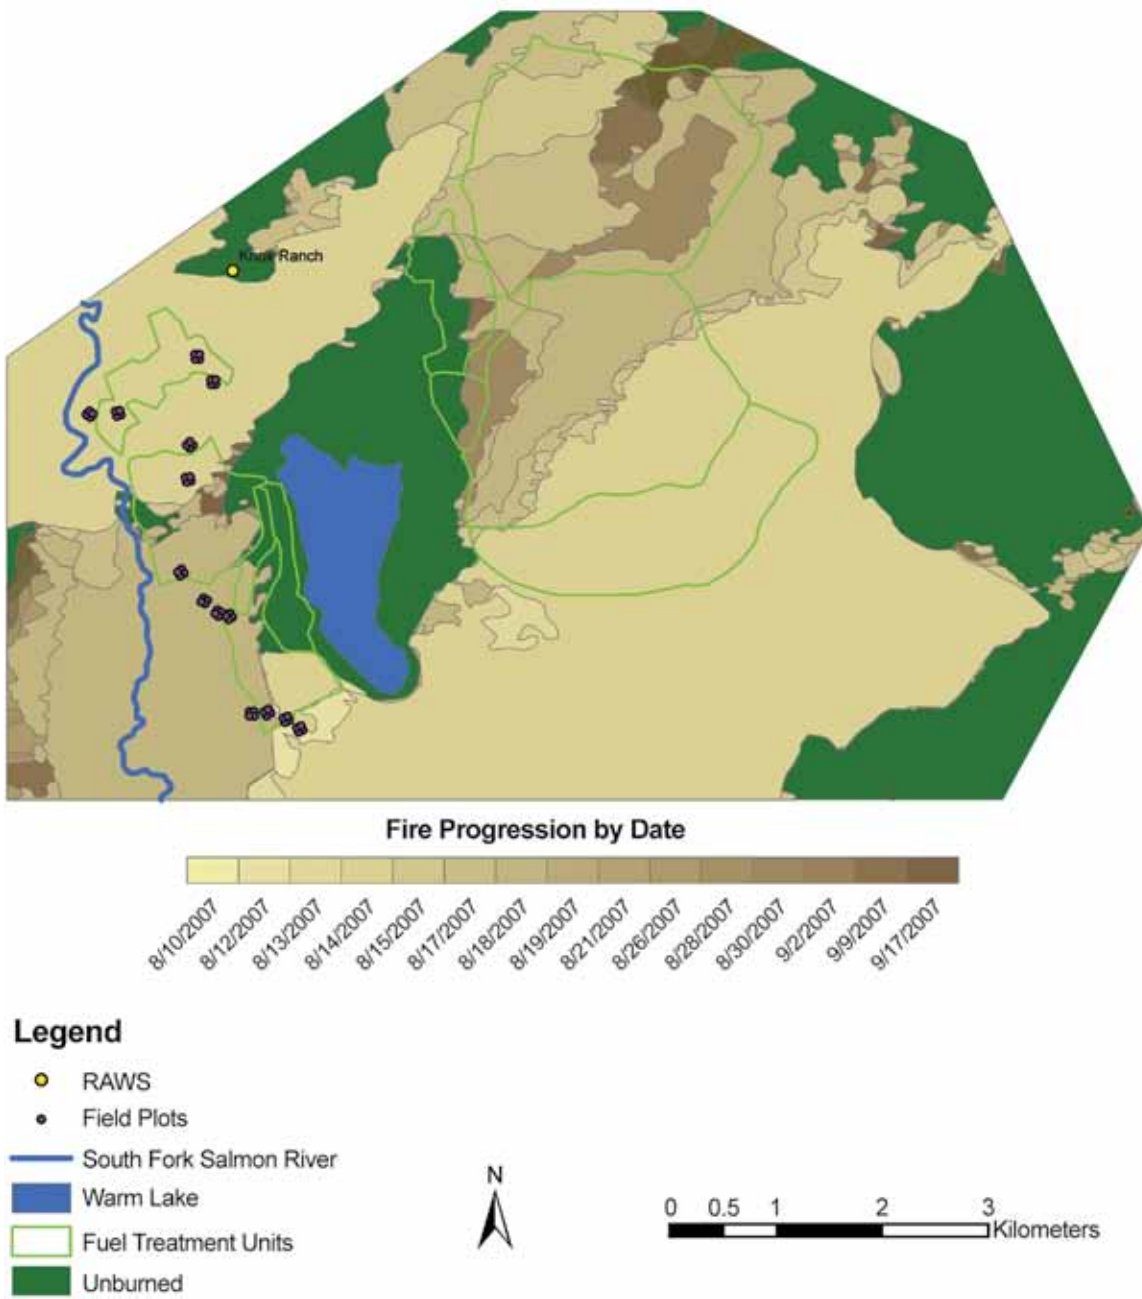 Ranch
Fire Progression by Date
8/10/2007
8/12/2007
8/13/2007
8/14/2007
8/15/2007
8/17/2007
8/18/2007
8/19/2007
8/21/2007
8/26/2007
8/28/2007
8/30/2007
9/2/2007
9/9/2007
9/17/2007
Legend
RAWS
Field Plots
South Fork Salmon River
Warm Lake
Fuel Treatment Units
Unburned
N
0 0.5 1 2 3
Kilometers